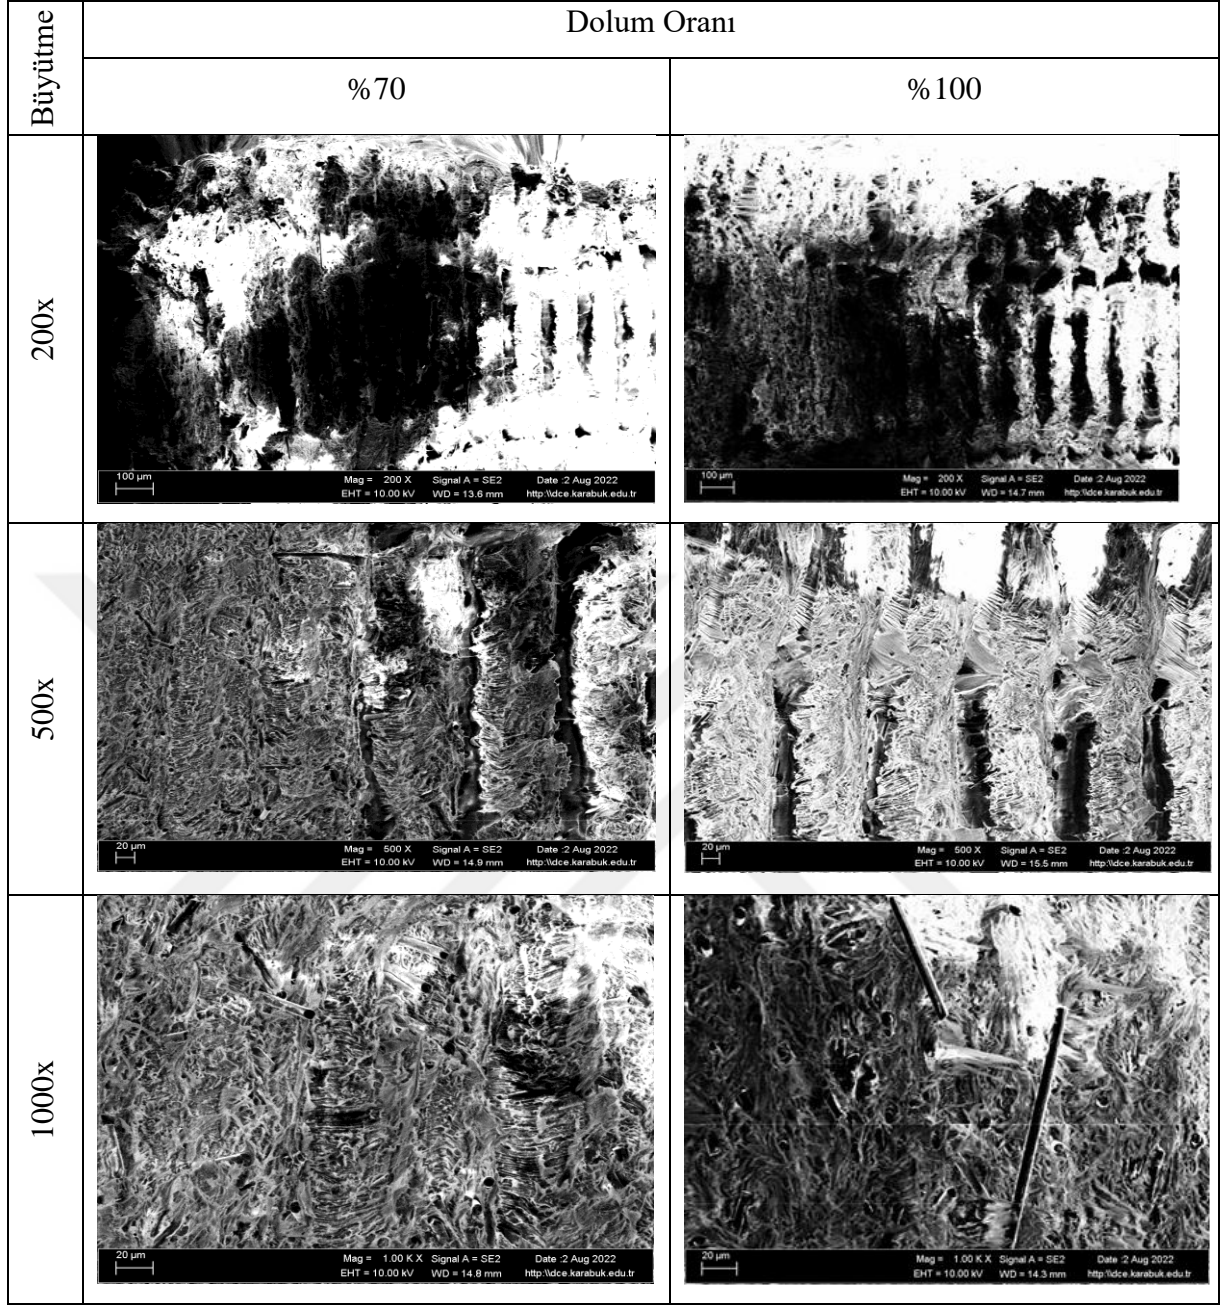 Büyütme
Dolum Oranı
%70
%100
200x
100 µm
Mag = 200 X Signal A = SE2 Date :2 Aug 2022
EHT = 10.00 kV WD = 13.6 mm http:\\dce.karabuk.edu.tr
100 µm
Mag = 200 X Signal A = SE2 Date :2 Aug 2022
EHT = 10.00 kV WD = 14.7 mm http:\\dce.karabuk.edu.tr
500x
20 µm
Mag = 500 X Signal A = SE2 Date :2 Aug 2022
EHT = 10.00 kV WD = 14.9 mm http:\\dce.karabuk.edu.tr
20 µm
Mag = 500 X Signal A = SE2 Date :2 Aug 2022
EHT = 10.00 kV WD = 15.5 mm http:\\dce.karabuk.edu.tr
1000x
20 µm
Mag = 1.00 K X Signal A = SE2 Date :2 Aug 2022
EHT = 10.00 kV WD = 14.8 mm http:\\dce.karabuk.edu.tr
20 µm
Mag = 1.00 K X Signal A = SE2 Date :2 Aug 2022
EHT = 10.00 kV WD = 14.3 mm http:\\dce.karabuk.edu.tr